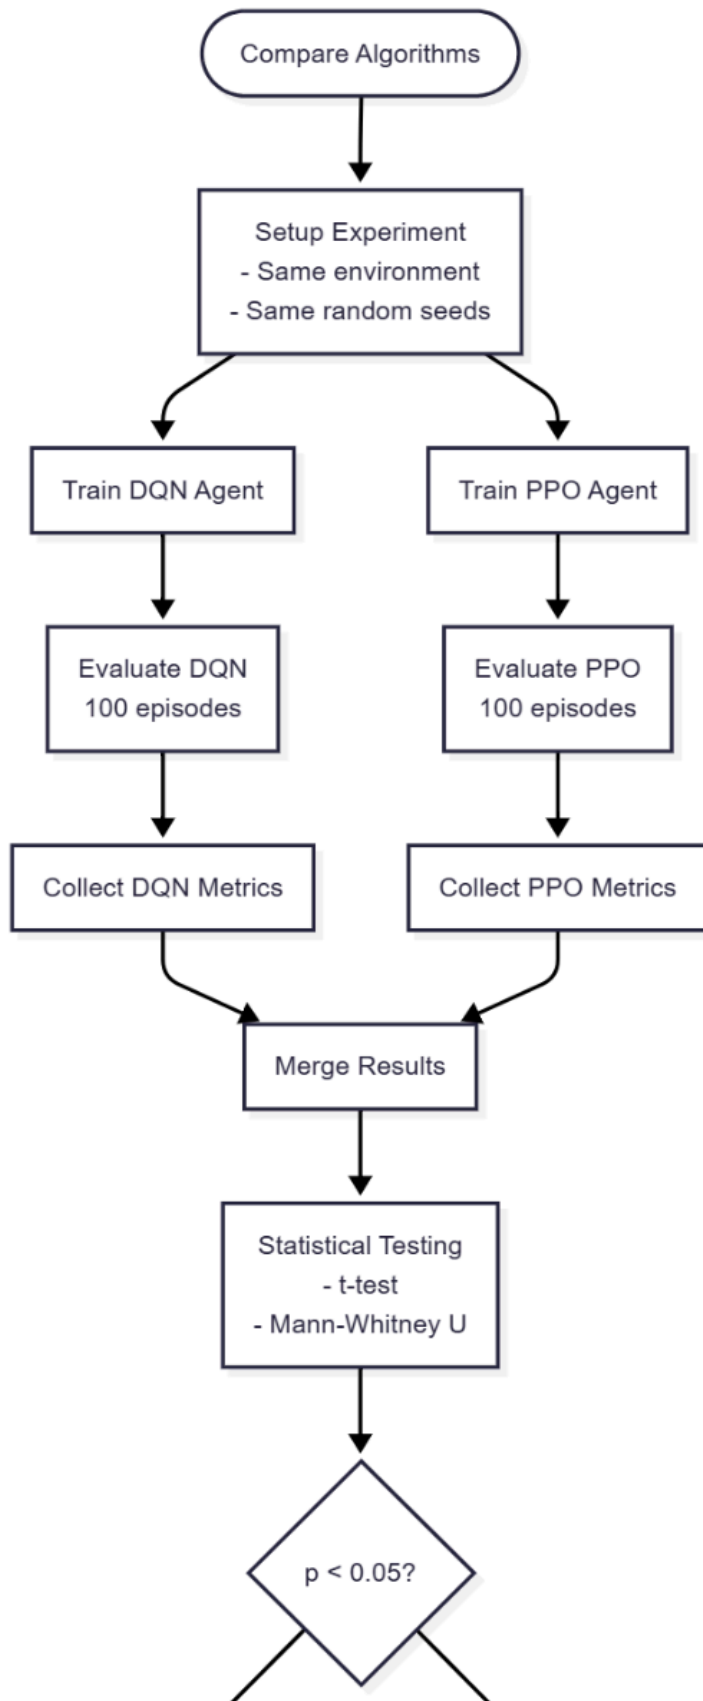 Compare Algorithms
Setup Experiment
- Same environment
- Same random seeds
Train DQN Agent
Train PPO Agent
Evaluate DQN
100 episodes
Evaluate PPO
100 episodes
Collect DQN Metrics
Collect PPO Metrics
Merge Results
Statistical Testing
- t-test
- Mann-Whitney U
p < 0.05?